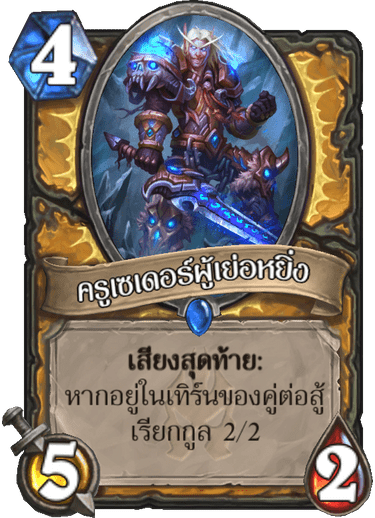 4
ครูเซเดอร์ผู้เย่อหยิ่ง
เสียงสุดท้าย:
หากอยู่ในเทิร์นของคู่ต่อสู้
เรียกกูล 2/2
5
2